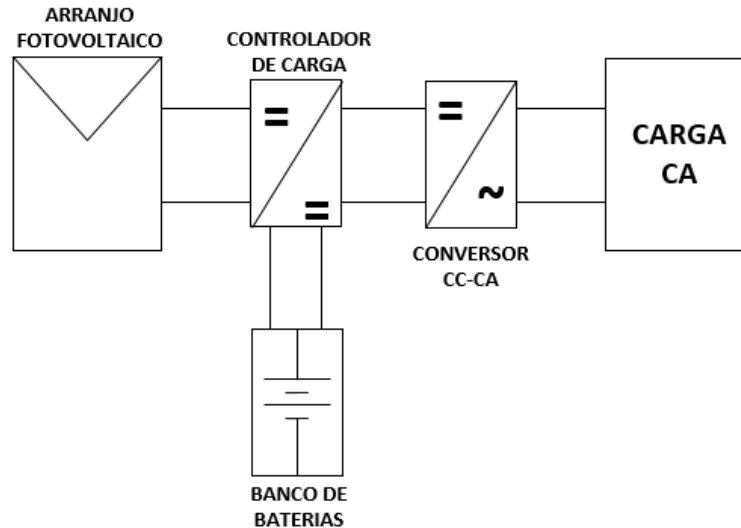 ARRANJO
FOTOVOLTAICO
CONTROLADOR
DE CARGA
=
=
=
~
CARGA
CA
CONVERSOR
CC-CA
BANCO DE
BATERIAS